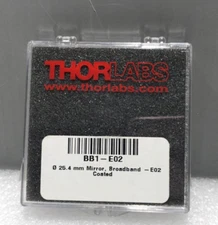 THORLABS
www.thorlabs.com
BB1-E02
Ø 25.4 mm Mirror, Broadband -E02
Coated